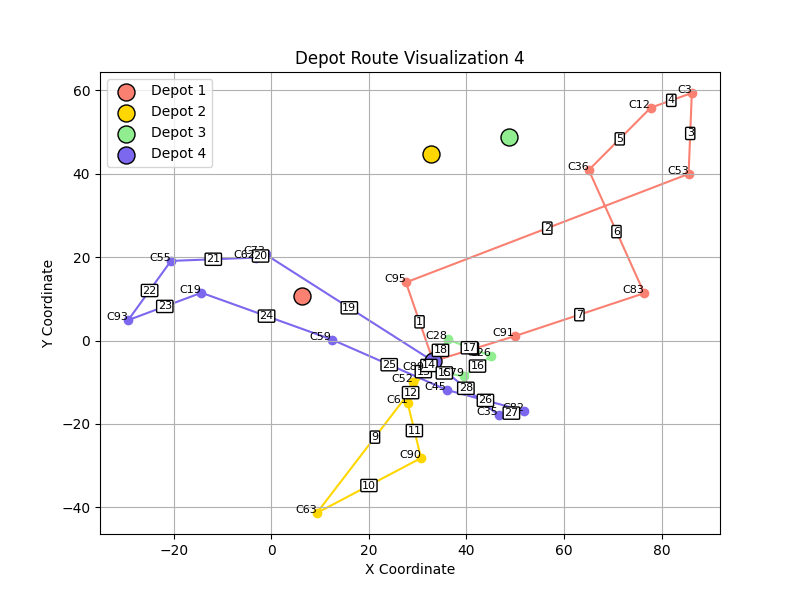 Depot Route Visualization 4
Depot 1
Depot 2
Depot 3
Depot 4
Y Coordinate
60
40
20
0
−20
−40
−20
0
20
40
60
80
X Coordinate
C3
C12
4
5
3
C36
C53
2
6
C95
C83
7
C91
1
C55
21
20
22
C19
C93
23
24
19
C59
25
C28
18
17
14
16
C79
28
C52
12
C45
26
C35
27
C61
11
9
C90
10
C63